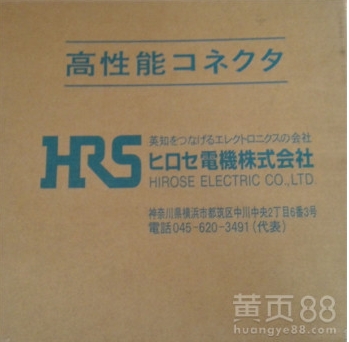 高性能コネクタ
HRS
英知をつなげるエレクトロニクスの会社
ヒロセ電機株式会社
HIROSE ELECTRIC CO.,LTD.
神奈川県横浜市都筑区中川中央2丁目6番3号
電話045-620-3491(代表)
黄页88
huangye88.com